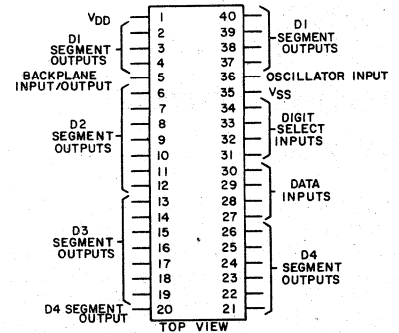 VDD 1 40
D1 SEGMENT OUTPUTS 2 39 D1 SEGMENT OUTPUTS
3 38
4 37
BACKPLANE INPUT/OUTPUT 5 36 OSCILLATOR INPUT
6 35 VSS
D2 SEGMENT OUTPUTS 7 34 DIGIT SELECT INPUTS
8 33
9 32
10 31
11 30 DATA INPUTS
12 29
D3 SEGMENT OUTPUTS 13 28
14 27
15 26 D4 SEGMENT OUTPUTS
16 25
17 24
18 23
19 22
D4 SEGMENT OUTPUT 20 21
TOP VIEW